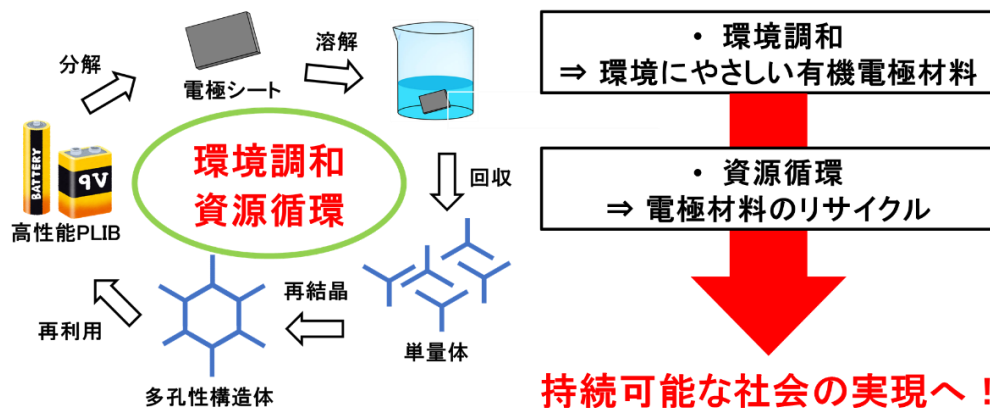 分解
電極シート
溶解
回収
単量体
再結晶
多孔性構造体
再利用
BATTERY
9V
高性能PLIB
環境調和
資源循環
・ 環境調和
⇒ 環境にやさしい有機電極材料
・ 資源循環
⇒ 電極材料のリサイクル
持続可能な社会の実現へ！